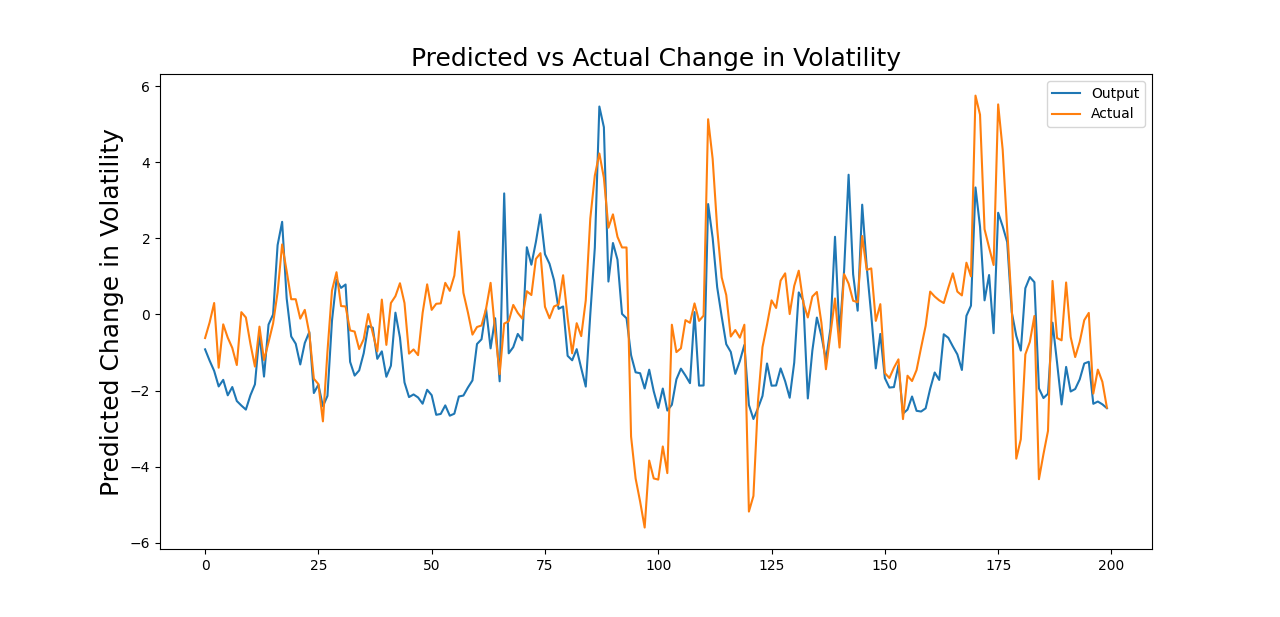 Predicted vs Actual Change in Volatility
Output
Actual
Predicted Change in Volatility
6
4
2
0
−2
−4
−6
0 25 50 75 100 125 150 175 200